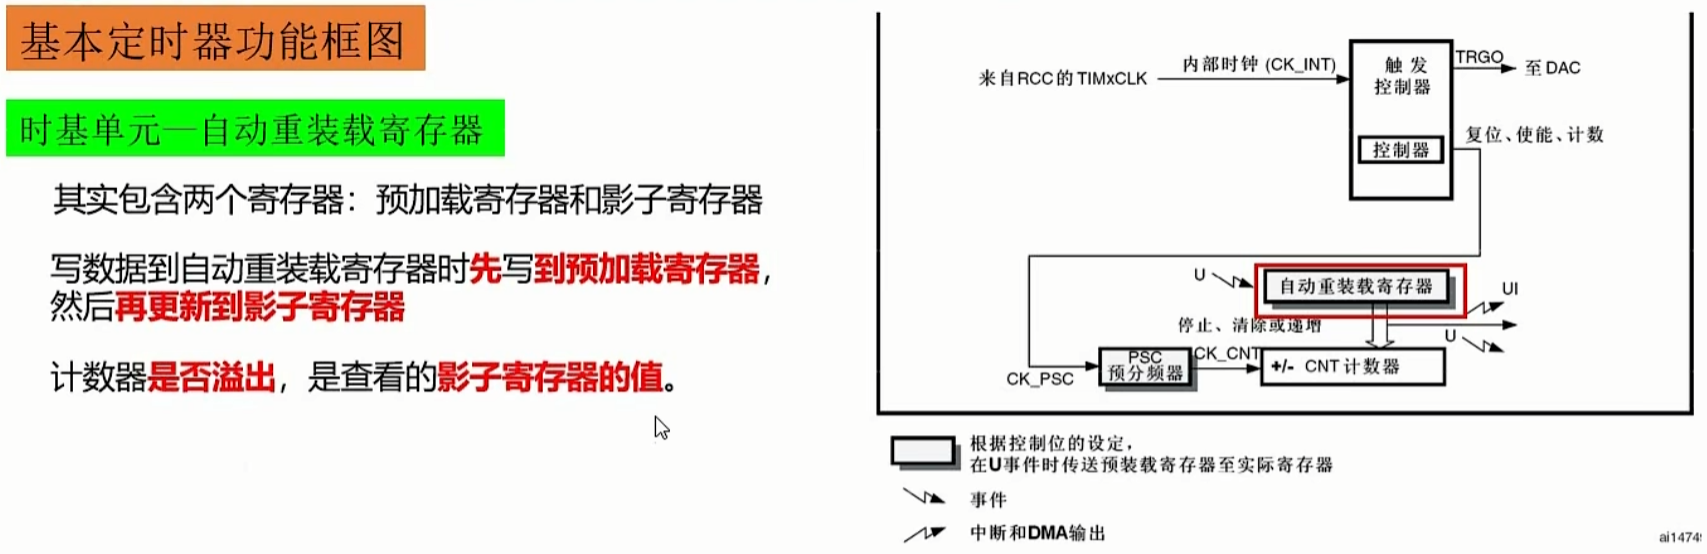 基本定时器功能框图
时基单元—自动重装载寄存器
其实包含两个寄存器：预加载寄存器和影子寄存器
写数据到自动重装载寄存器时先写到预加载寄存器，
然后再更新到影子寄存器
计数器是否溢出，是查看的影子寄存器的值。
来自RCC的TIMxCLK
内部时钟 (CK_INT)
触发
控制器
TRGO
至DAC
控制器
复位、使能、计数
U
自动重装载寄存器
UI
停止、清除或递增
U
CK_PSC
PSC
预分频器
CK_CNT
+/- CNT 计数器
根据控制位的设定，
在U事件时传送预装载寄存器至实际寄存器
事件
中断和DMA输出